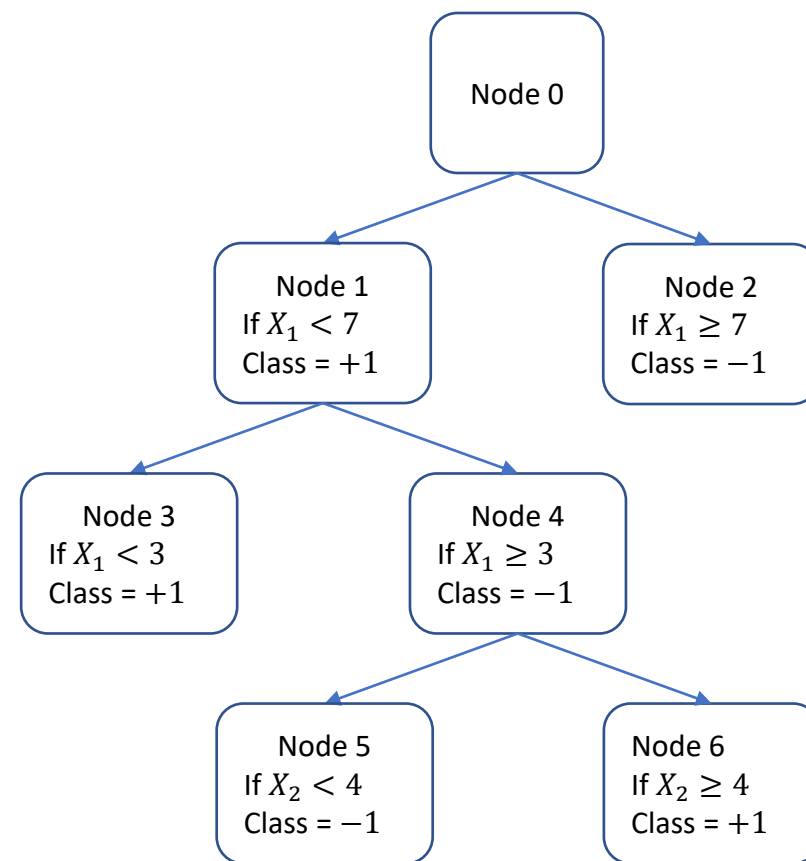 Node 0
Node 1
If X₁ < 7
Class = +1
Node 2
If X₁ ≥ 7
Class = −1
Node 3
If X₁ < 3
Class = +1
Node 4
If X₁ ≥ 3
Class = −1
Node 5
If X₂ < 4
Class = −1
Node 6
If X₂ ≥ 4
Class = +1